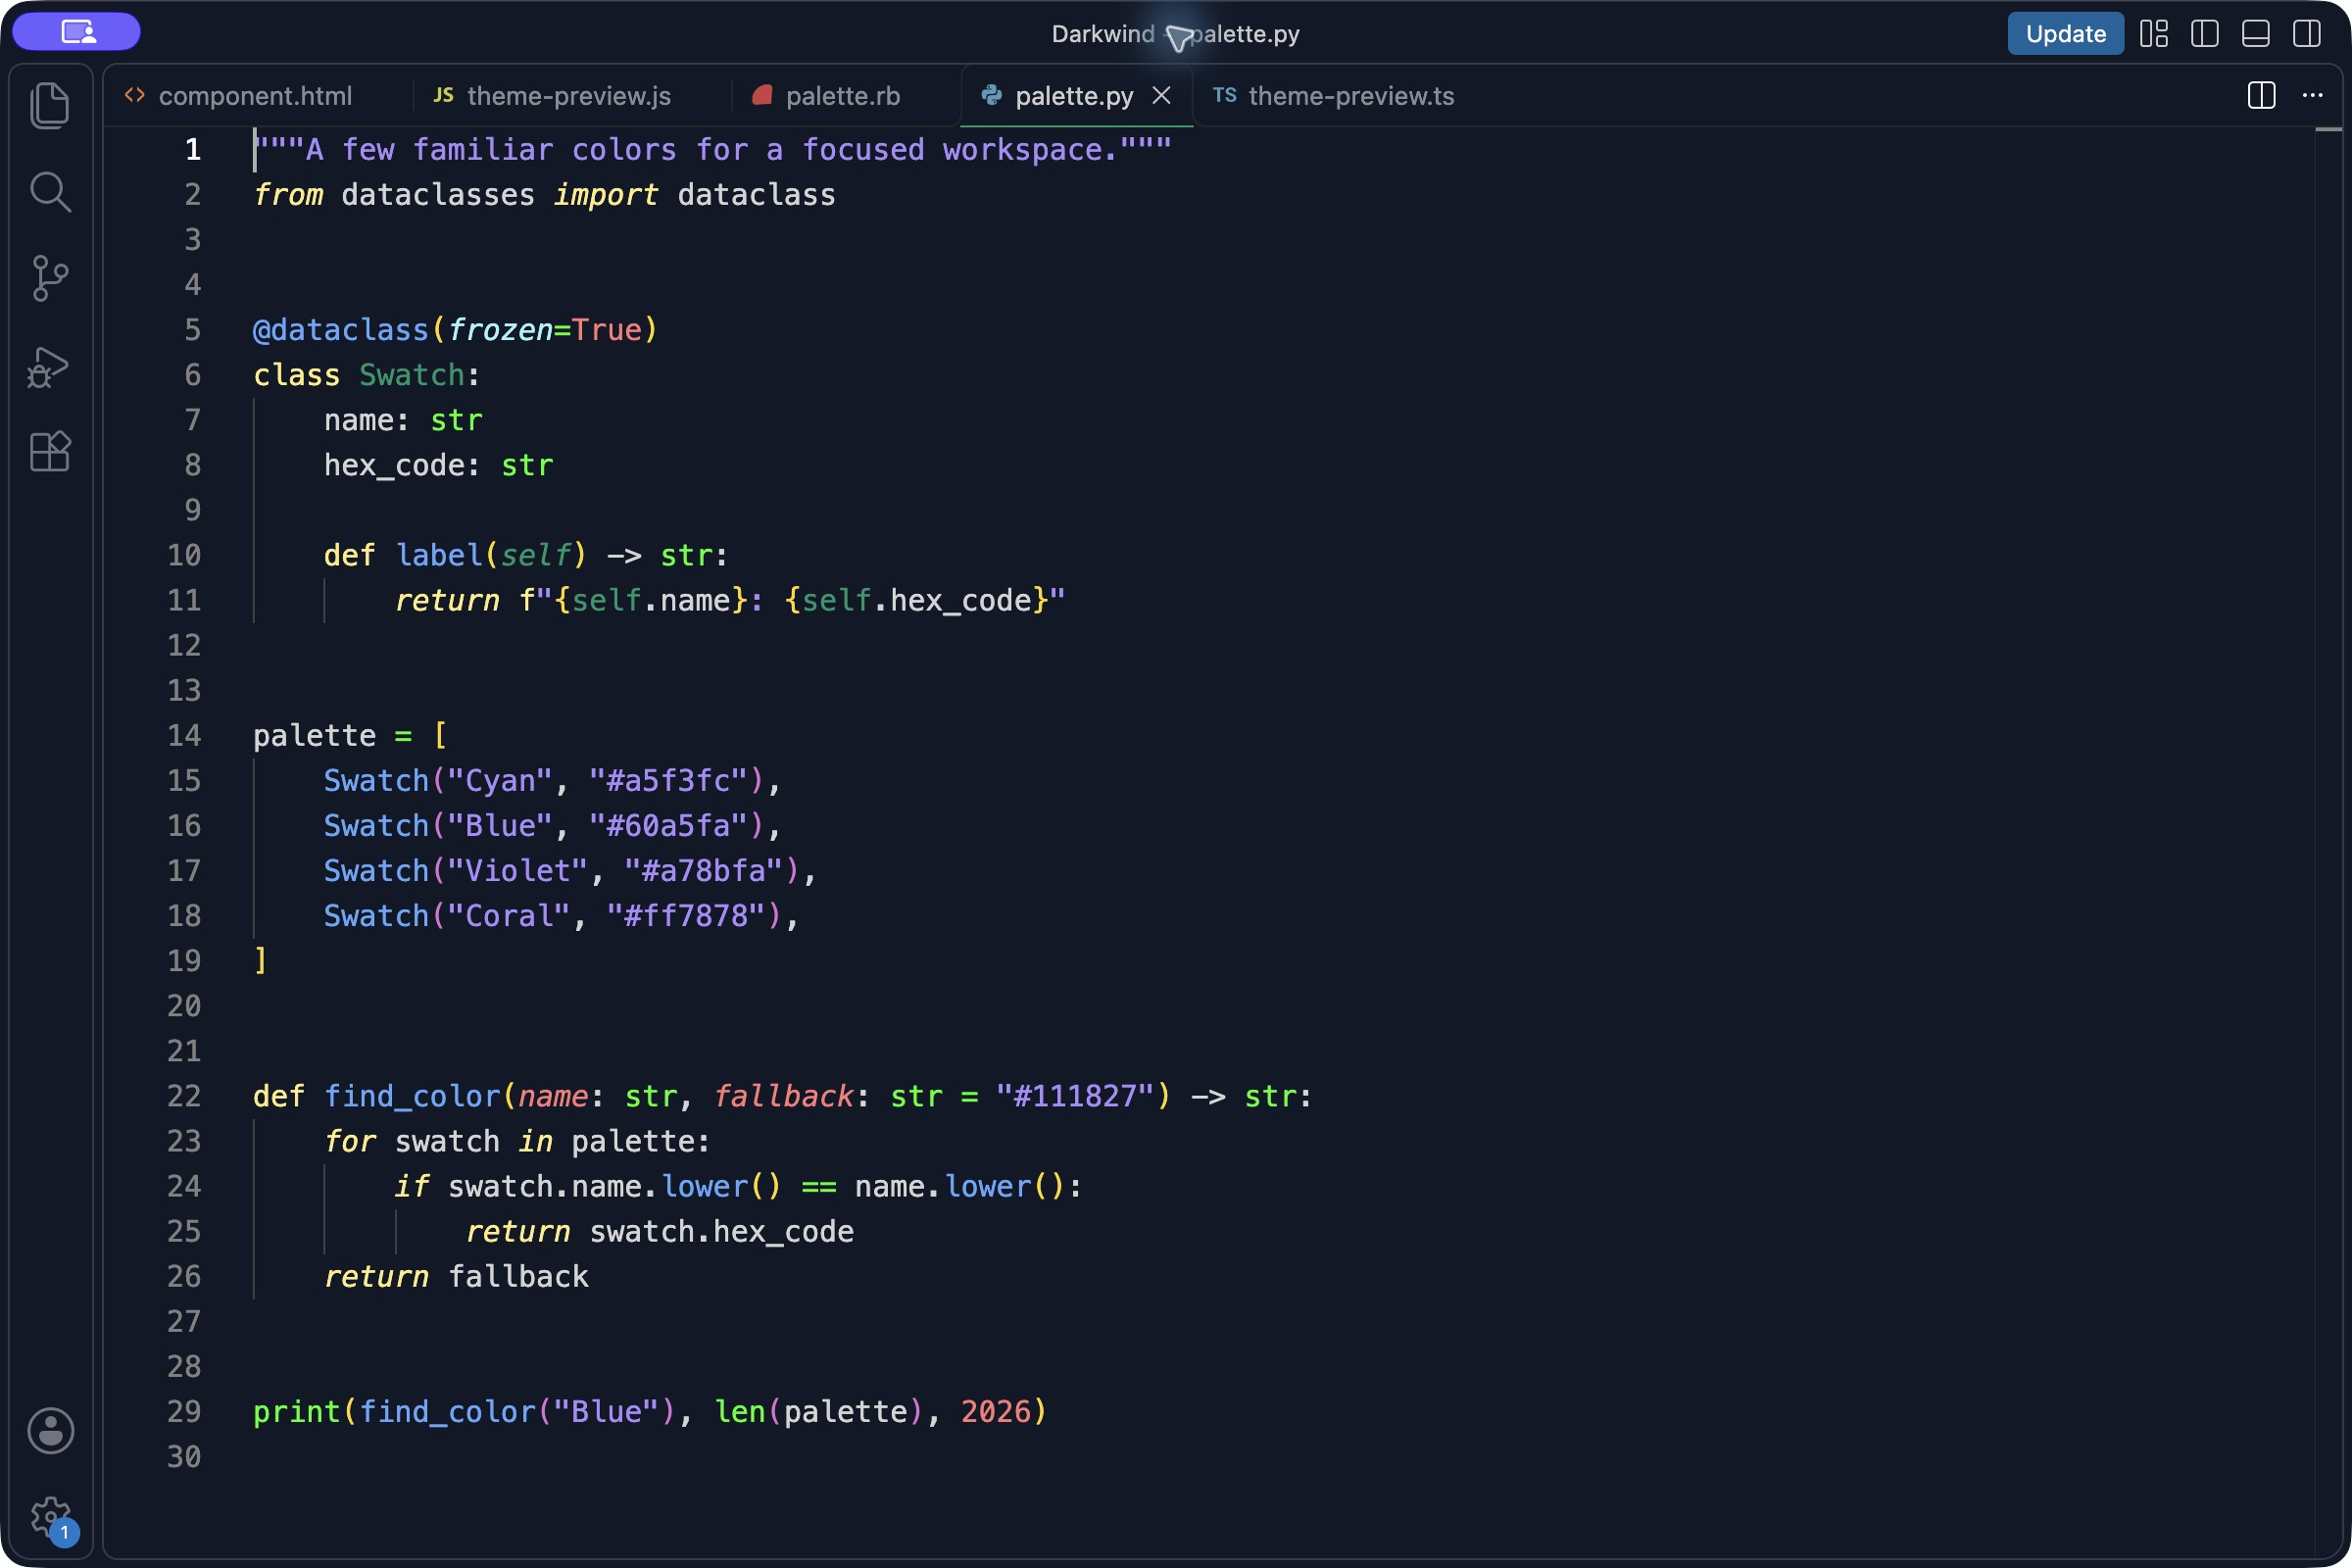 Darkwind — palette.py
Update
component.html
JS theme-preview.js
palette.rb
palette.py
TS theme-preview.ts
1 """A few familiar colors for a focused workspace."""
2 from dataclasses import dataclass
3
4
5 @dataclass(frozen=True)
6 class Swatch:
7     name: str
8     hex_code: str
9
10     def label(self) -> str:
11         return f"{self.name}: {self.hex_code}"
12
13
14 palette = [
15     Swatch("Cyan", "#a5f3fc"),
16     Swatch("Blue", "#60a5fa"),
17     Swatch("Violet", "#a78bfa"),
18     Swatch("Coral", "#ff7878"),
19 ]
20
21
22 def find_color(name: str, fallback: str = "#111827") -> str:
23     for swatch in palette:
24         if swatch.name.lower() == name.lower():
25             return swatch.hex_code
26     return fallback
27
28
29 print(find_color("Blue"), len(palette), 2026)
30
1